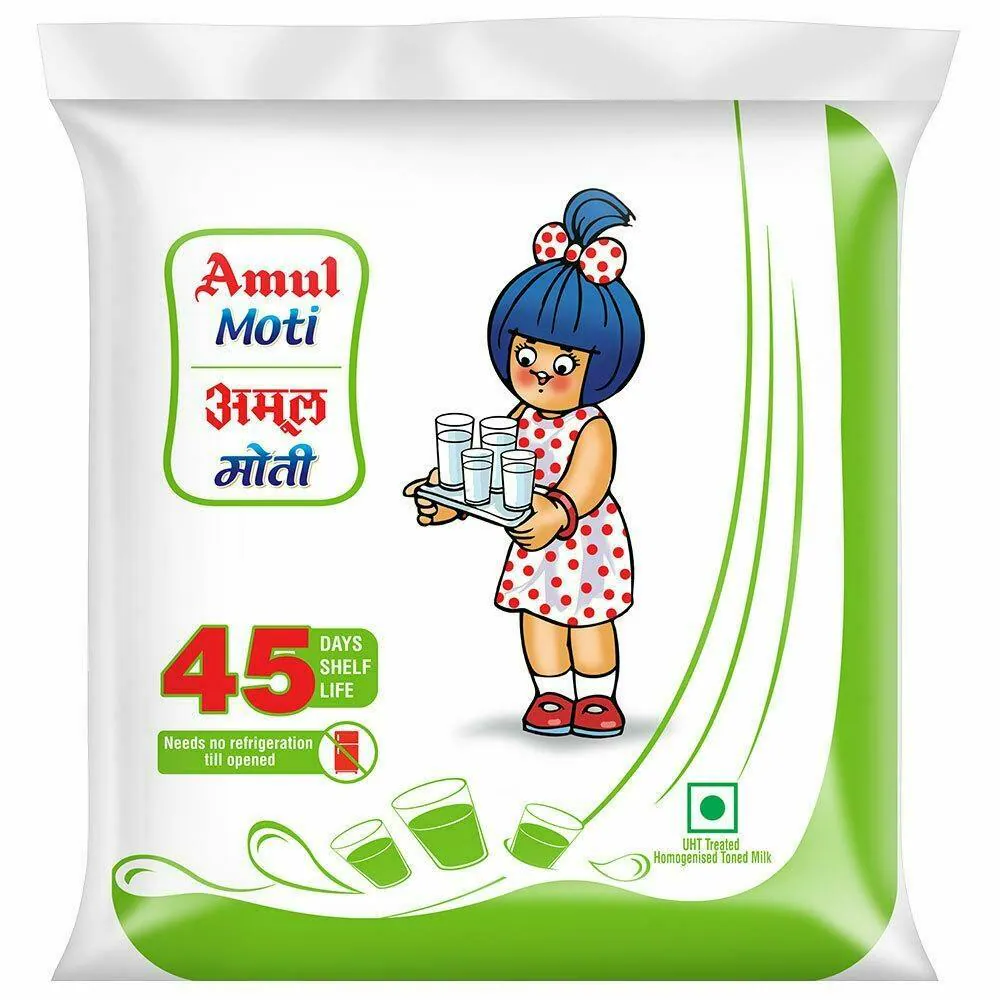 Amul
Moti
अमूल
मोती
45
DAYS
SHELF
LIFE
Needs no refrigeration
till opened
UHT Treated
Homogenised Toned Milk